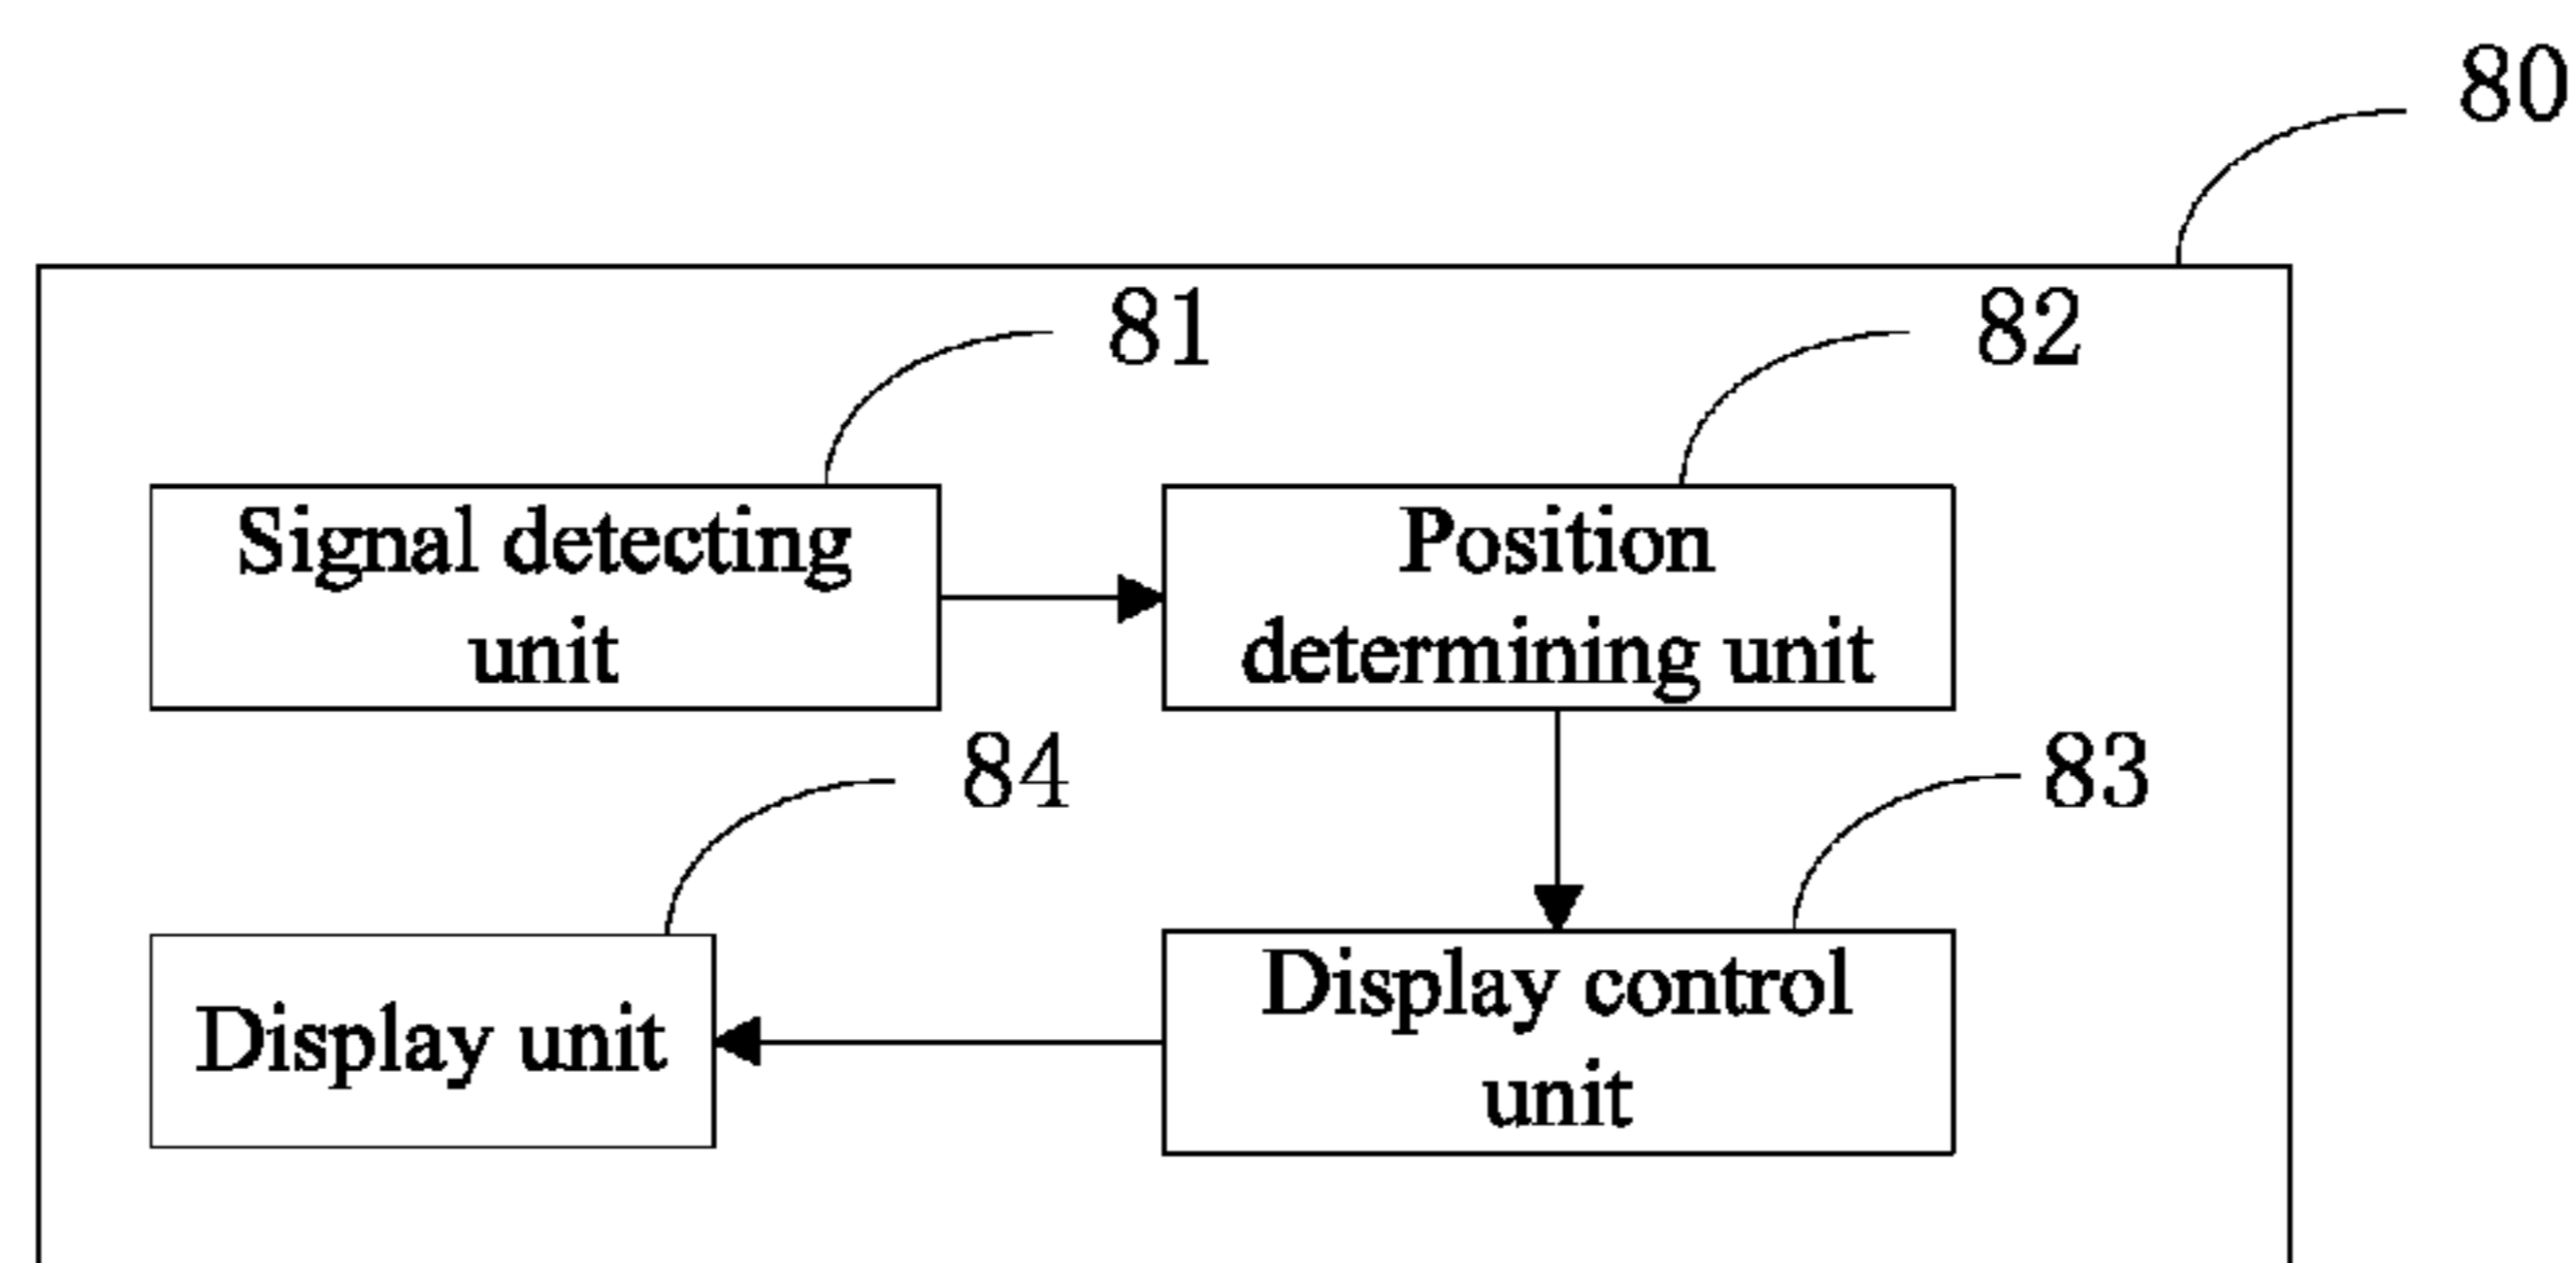 80
81
82
Signal detecting
unit
Position
determining unit
84
83
Display unit
Display control
unit